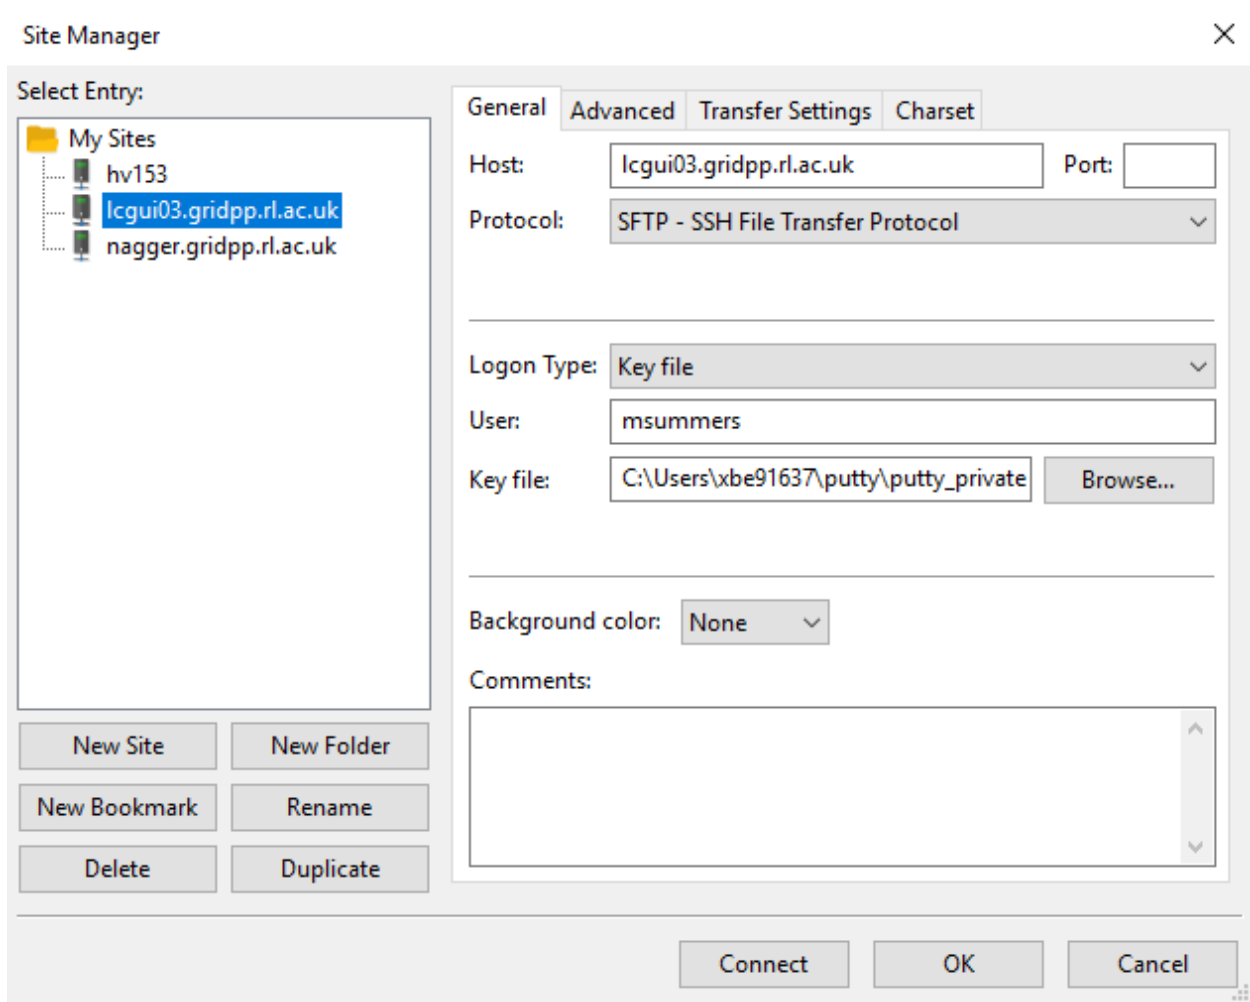 Site Manager
Select Entry:
My Sites
hv153
lcgui03.gridpp.rl.ac.uk
nagger.gridpp.rl.ac.uk
New Site
New Folder
New Bookmark
Rename
Delete
Duplicate
General
Advanced
Transfer Settings
Charset
Host:
lcgui03.gridpp.rl.ac.uk
Port:
Protocol:
SFTP - SSH File Transfer Protocol
Logon Type:
Key file
User:
msummers
Key file:
C:\Users\xbe91637\putty\putty_private
Browse...
Background color:
None
Comments:
Connect
OK
Cancel